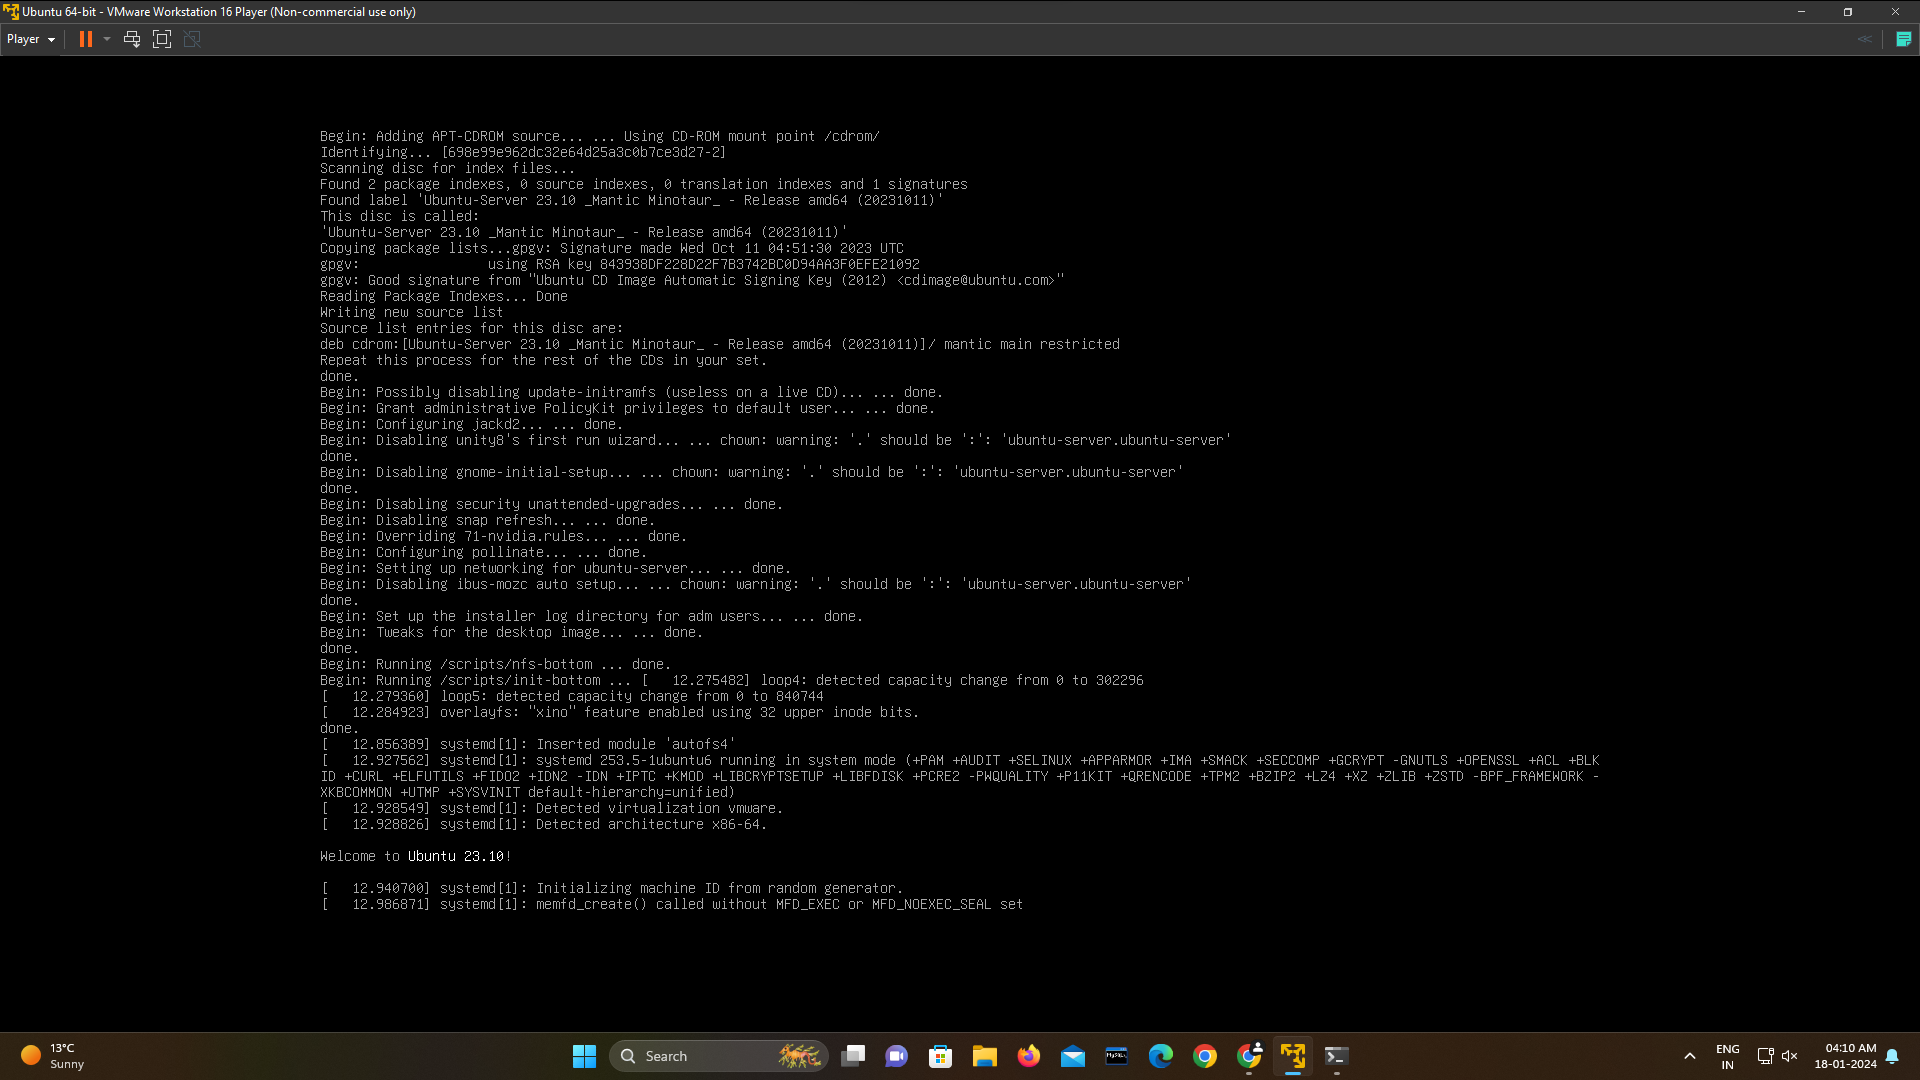 Ubuntu 64-bit - VMware Workstation 16 Player (Non-commercial use only)
Player
Begin: Adding APT-CDROM source... ... Using CD-ROM mount point /cdrom/
Identifying... [698e99e962dc32e64d25a3c0b7ce3d27-2]
Scanning disc for index files...
Found 2 package indexes, 0 source indexes, 0 translation indexes and 1 signatures
Found label 'Ubuntu-Server 23.10 _Mantic Minotaur_ - Release amd64 (20231011)'
This disc is called:
'Ubuntu-Server 23.10 _Mantic Minotaur_ - Release amd64 (20231011)'
Copying package lists...gpgv: Signature made Wed Oct 11 04:51:30 2023 UTC
gpgv:                using RSA key 843938DF228D22F7B3742BC0D94AA3F0EFE21092
gpgv: Good signature from "Ubuntu CD Image Automatic Signing Key (2012) <cdimage@ubuntu.com>"
Reading Package Indexes... Done
Writing new source list
Source list entries for this disc are:
deb cdrom:[Ubuntu-Server 23.10 _Mantic Minotaur_ - Release amd64 (20231011)]/ mantic main restricted
Repeat this process for the rest of the CDs in your set.
done.
Begin: Possibly disabling update-initramfs (useless on a live CD)... ... done.
Begin: Grant administrative PolicyKit privileges to default user... ... done.
Begin: Configuring jackd2... ... done.
Begin: Disabling unity8's first run wizard... ... chown: warning: '.' should be ':': 'ubuntu-server.ubuntu-server'
done.
Begin: Disabling gnome-initial-setup... ... chown: warning: '.' should be ':': 'ubuntu-server.ubuntu-server'
done.
Begin: Disabling security unattended-upgrades... ... done.
Begin: Disabling snap refresh... ... done.
Begin: Overriding 71-nvidia.rules... ... done.
Begin: Configuring pollinate... ... done.
Begin: Setting up networking for ubuntu-server... ... done.
Begin: Disabling ibus-mozc auto setup... ... chown: warning: '.' should be ':': 'ubuntu-server.ubuntu-server'
done.
Begin: Set up the installer log directory for adm users... ... done.
Begin: Tweaks for the desktop image... ... done.
done.
Begin: Running /scripts/nfs-bottom ... done.
Begin: Running /scripts/init-bottom ... [   12.275482] loop4: detected capacity change from 0 to 302296
[   12.279360] loop5: detected capacity change from 0 to 840744
[   12.284923] overlayfs: "xino" feature enabled using 32 upper inode bits.
done.
[   12.856389] systemd[1]: Inserted module 'autofs4'
[   12.927562] systemd[1]: systemd 253.5-1ubuntu6 running in system mode (+PAM +AUDIT +SELINUX +APPARMOR +IMA +SMACK +SECCOMP +GCRYPT -GNUTLS +OPENSSL +ACL +BLK
ID +CURL +ELFUTILS +FIDO2 +IDN2 -IDN +IPTC +KMOD +LIBCRYPTSETUP +LIBFDISK +PCRE2 -PWQUALITY +P11KIT +QRENCODE +TPM2 +BZIP2 +LZ4 +XZ +ZLIB +ZSTD -BPF_FRAMEWORK -
XKBCOMMON +UTMP +SYSVINIT default-hierarchy=unified)
[   12.928549] systemd[1]: Detected virtualization vmware.
[   12.928826] systemd[1]: Detected architecture x86-64.
Welcome to Ubuntu 23.10!
[   12.940700] systemd[1]: Initializing machine ID from random generator.
[   12.986871] systemd[1]: memfd_create() called without MFD_EXEC or MFD_NOEXEC_SEAL set
13°C
Sunny
Search
MySQL
ENG
IN
04:10 AM
18-01-2024